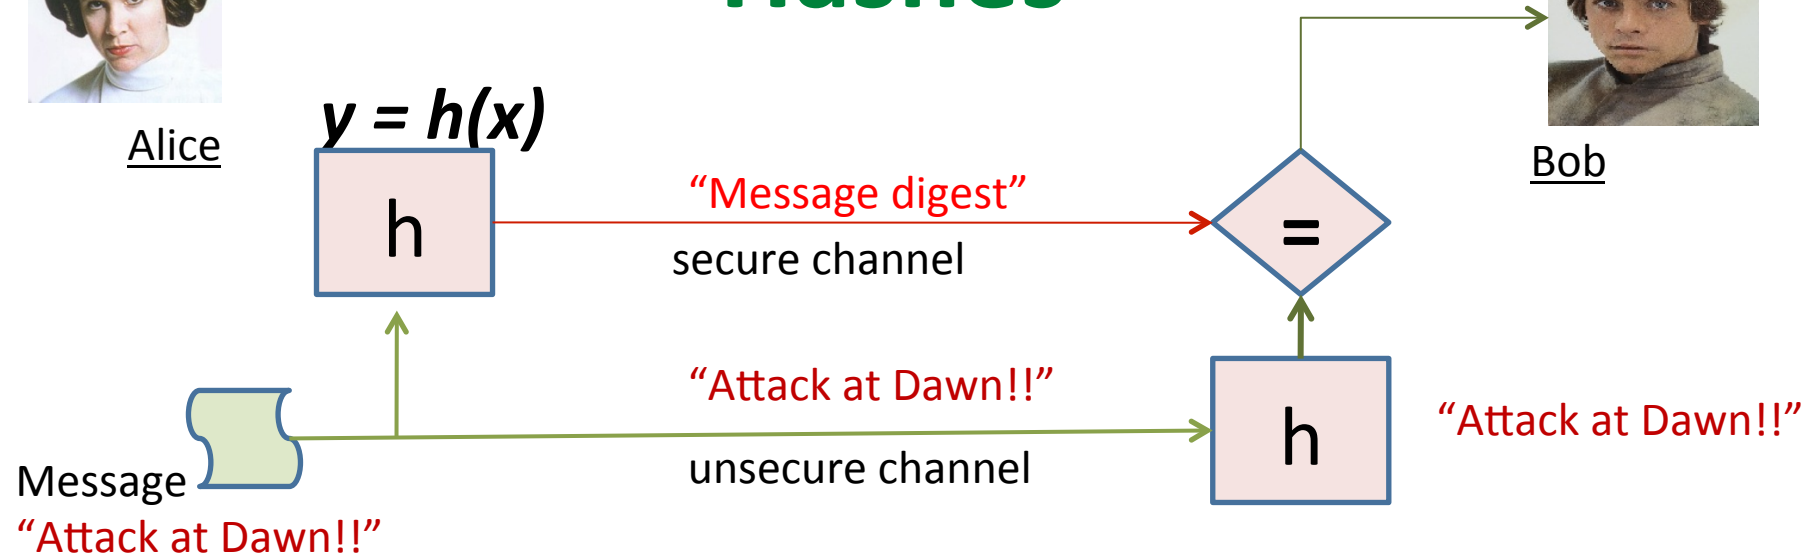 Alice
y = h(x)
Bob
h
“Message digest”
secure channel
=
“Attack at Dawn!!”
unsecure channel
h
“Attack at Dawn!!”
Message
“Attack at Dawn!!”